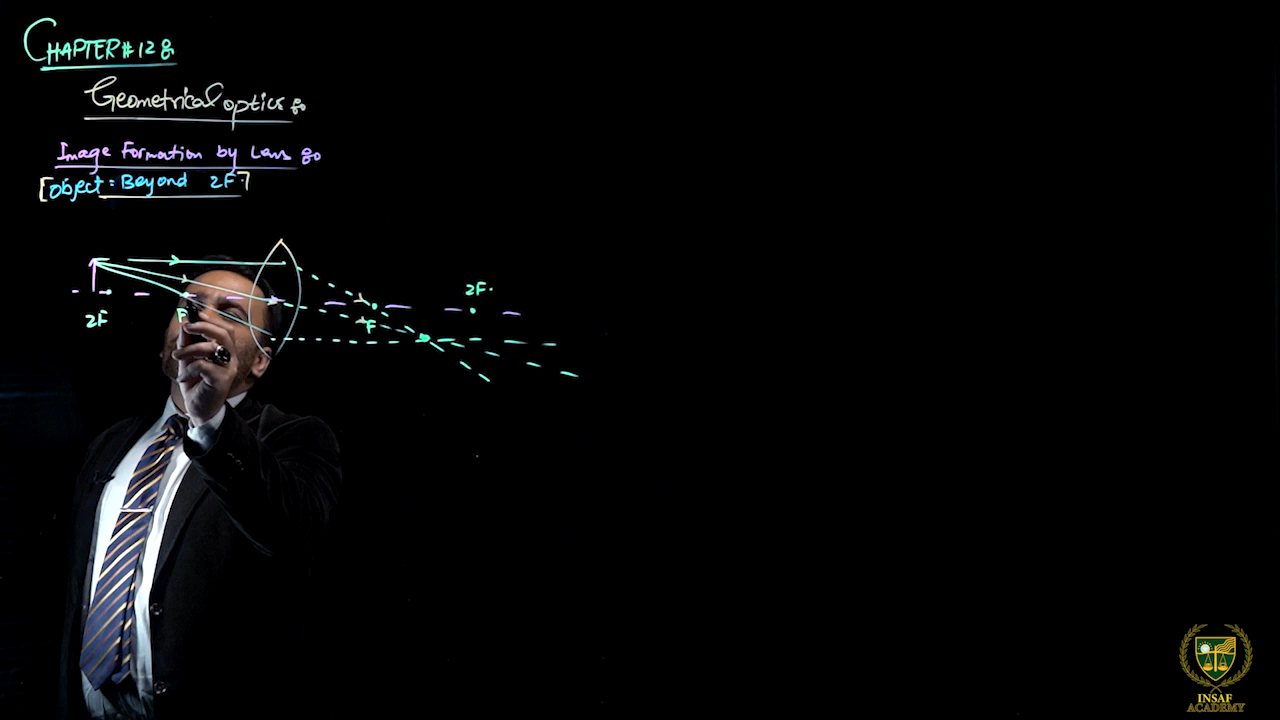 CHAPTER # 12 :
Geometrical optics :
Image Formation by Lens :
[Object : Beyond 2F.]
2F.
2F
F
F
INSAF
ACADEMY